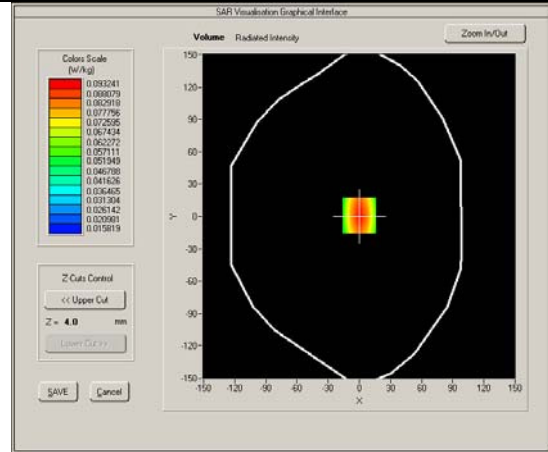 SAR Visualisation Graphical Interface
Volume Radiated Intensity
Zoom In/Out
Colors Scale
(W/kg)
0.093241
0.088079
0.082918
0.077756
0.072595
0.067434
0.062272
0.057111
0.051949
0.046788
0.041626
0.036465
0.031304
0.026142
0.020981
0.015819
Z Cuts Control
<< Upper Cut
Z = 4.0 mm
Lower Cut >>
SAVE Cancel
150-
120-
90-
60-
30-
0-
-30-
-60-
-90-
-120-
-150-
Y
-150 -120 -90 -60 -30 0 30 60 90 120 150
X